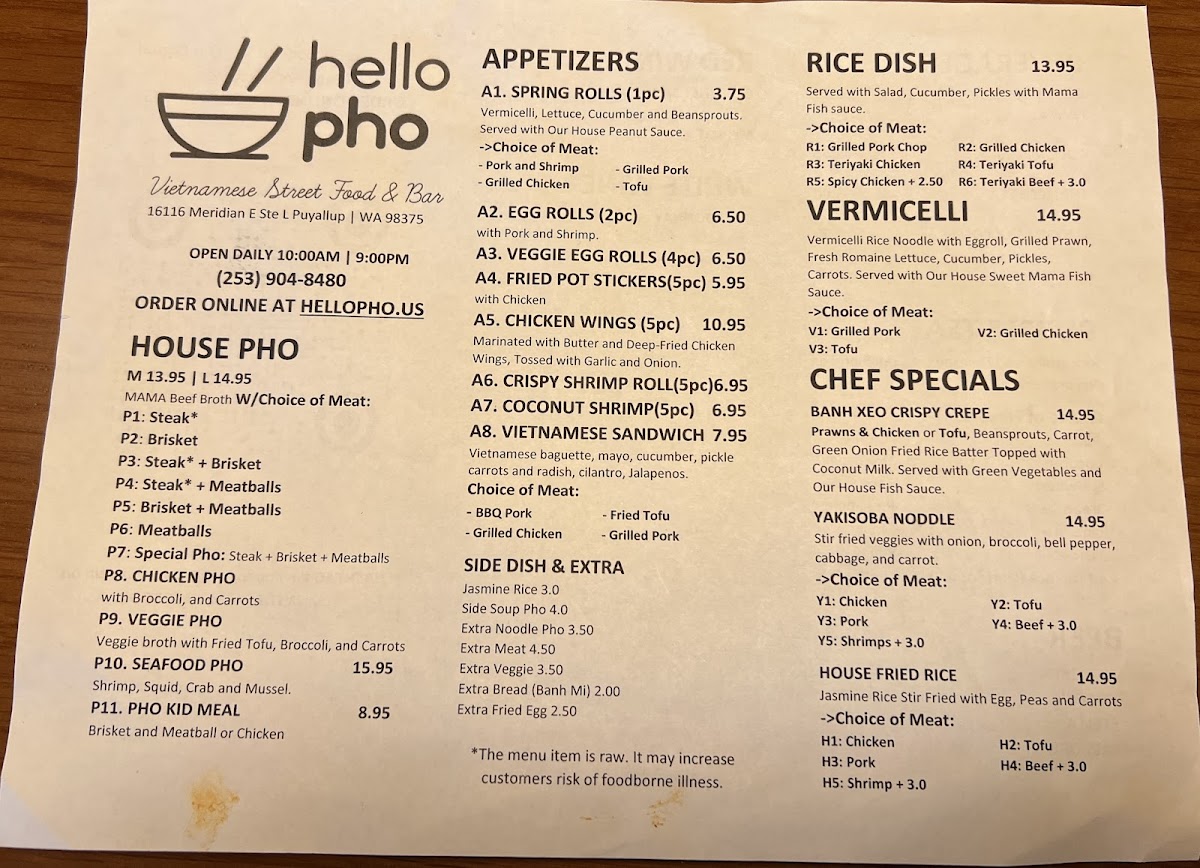 hello
pho
Vietnamese Street Food & Bar
16116 Meridian E Ste L Puyallup | WA 98375
OPEN DAILY 10:00AM | 9:00PM
(253) 904-8480
ORDER ONLINE AT HELLOPHO.US
HOUSE PHO
M 13.95 | L 14.95
MAMA Beef Broth W/Choice of Meat:
P1: Steak*
P2: Brisket
P3: Steak* + Brisket
P4: Steak* + Meatballs
P5: Brisket + Meatballs
P6: Meatballs
P7: Special Pho: Steak + Brisket + Meatballs
P8. CHICKEN PHO
with Broccoli, and Carrots
P9. VEGGIE PHO
Veggie broth with Fried Tofu, Broccoli, and Carrots
P10. SEAFOOD PHO 15.95
Shrimp, Squid, Crab and Mussel.
P11. PHO KID MEAL 8.95
Brisket and Meatball or Chicken
APPETIZERS
A1. SPRING ROLLS (1pc) 3.75
Vermicelli, Lettuce, Cucumber and Beansprouts.
Served with Our House Peanut Sauce.
->Choice of Meat:
- Pork and Shrimp - Grilled Pork
- Grilled Chicken - Tofu
A2. EGG ROLLS (2pc) 6.50
with Pork and Shrimp.
A3. VEGGIE EGG ROLLS (4pc) 6.50
A4. FRIED POT STICKERS(5pc) 5.95
with Chicken
A5. CHICKEN WINGS (5pc) 10.95
Marinated with Butter and Deep-Fried Chicken
Wings, Tossed with Garlic and Onion.
A6. CRISPY SHRIMP ROLL(5pc)6.95
A7. COCONUT SHRIMP(5pc) 6.95
A8. VIETNAMESE SANDWICH 7.95
Vietnamese baguette, mayo, cucumber, pickle
carrots and radish, cilantro, Jalapenos.
Choice of Meat:
- BBQ Pork - Fried Tofu
- Grilled Chicken - Grilled Pork
SIDE DISH & EXTRA
Jasmine Rice 3.0
Side Soup Pho 4.0
Extra Noodle Pho 3.50
Extra Meat 4.50
Extra Veggie 3.50
Extra Bread (Banh Mi) 2.00
Extra Fried Egg 2.50
*The menu item is raw. It may increase
customers risk of foodborne illness.
RICE DISH 13.95
Served with Salad, Cucumber, Pickles with Mama
Fish sauce.
->Choice of Meat:
R1: Grilled Pork Chop R2: Grilled Chicken
R3: Teriyaki Chicken R4: Teriyaki Tofu
R5: Spicy Chicken + 2.50 R6: Teriyaki Beef + 3.0
VERMICELLI 14.95
Vermicelli Rice Noodle with Eggroll, Grilled Prawn,
Fresh Romaine Lettuce, Cucumber, Pickles,
Carrots. Served with Our House Sweet Mama Fish
Sauce.
->Choice of Meat:
V1: Grilled Pork V2: Grilled Chicken
V3: Tofu
CHEF SPECIALS
BANH XEO CRISPY CREPE 14.95
Prawns & Chicken or Tofu, Beansprouts, Carrot,
Green Onion Fried Rice Batter Topped with
Coconut Milk. Served with Green Vegetables and
Our House Fish Sauce.
YAKISOBA NODDLE 14.95
Stir fried veggies with onion, broccoli, bell pepper,
cabbage, and carrot.
->Choice of Meat:
Y1: Chicken Y2: Tofu
Y3: Pork Y4: Beef + 3.0
Y5: Shrimps + 3.0
HOUSE FRIED RICE 14.95
Jasmine Rice Stir Fried with Egg, Peas and Carrots
->Choice of Meat:
H1: Chicken H2: Tofu
H3: Pork H4: Beef + 3.0
H5: Shrimp + 3.0